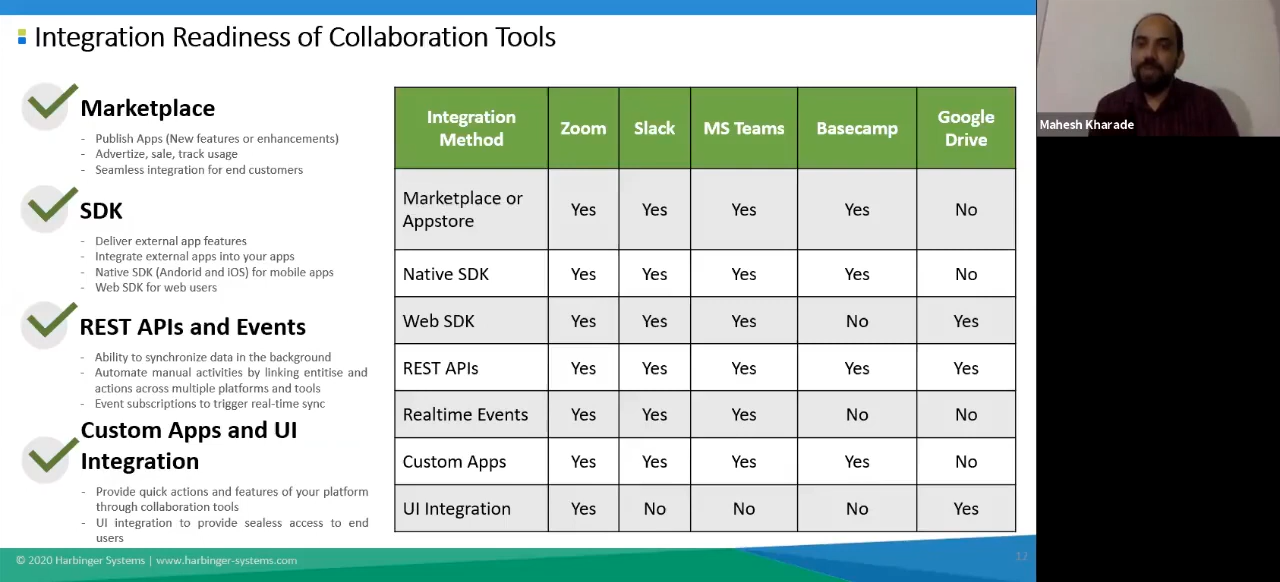 Integration Readiness of Collaboration Tools
Marketplace
- Publish Apps (New features or enhancements)
- Advertize, sale, track usage
- Seamless integration for end customers
SDK
- Deliver external app features
- Integrate external apps into your apps
- Native SDK (Andorid and iOS) for mobile apps
- Web SDK for web users
REST APIs and Events
- Ability to synchronize data in the background
- Automate manual activities by linking entitise and
actions across multiple platforms and tools
- Event subscriptions to trigger real-time sync
Custom Apps and UI
Integration
- Provide quick actions and features of your platform
through collaboration tools
- UI integration to provide sealess access to end
users
Integration Method Zoom Slack MS Teams Basecamp Google Drive
Marketplace or Appstore Yes Yes Yes Yes No
Native SDK Yes Yes Yes Yes No
Web SDK Yes Yes Yes No Yes
REST APIs Yes Yes Yes Yes Yes
Realtime Events Yes Yes Yes No No
Custom Apps Yes Yes Yes Yes No
UI Integration Yes No No No Yes
© 2020 Harbinger Systems | www.harbinger-systems.com
12
Mahesh Kharade